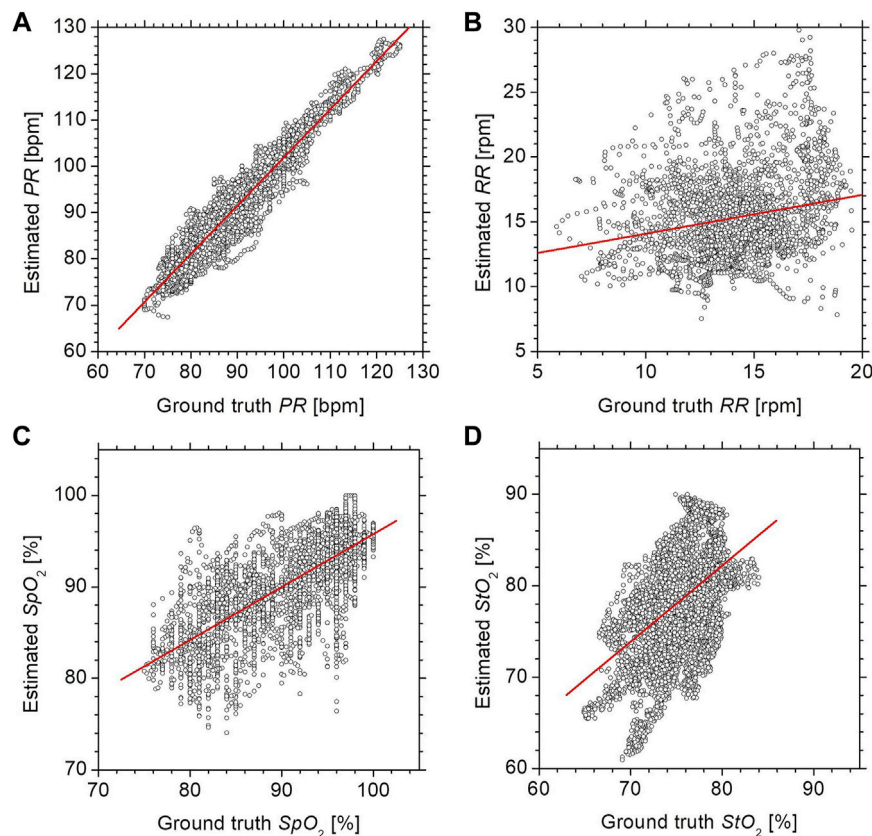 A
130
120
110
100
90
80
70
60
60 70 80 90 100 110 120 130
Estimated PR [bpm]
Ground truth PR [bpm]
B
30
25
20
15
10
5
5 10 15 20
Estimated RR [rpm]
Ground truth RR [rpm]
C
100
90
80
70
70 80 90 100
Estimated SpO₂ [%]
Ground truth SpO₂ [%]
D
90
80
70
60
60 70 80 90
Estimated StO₂ [%]
Ground truth StO₂ [%]